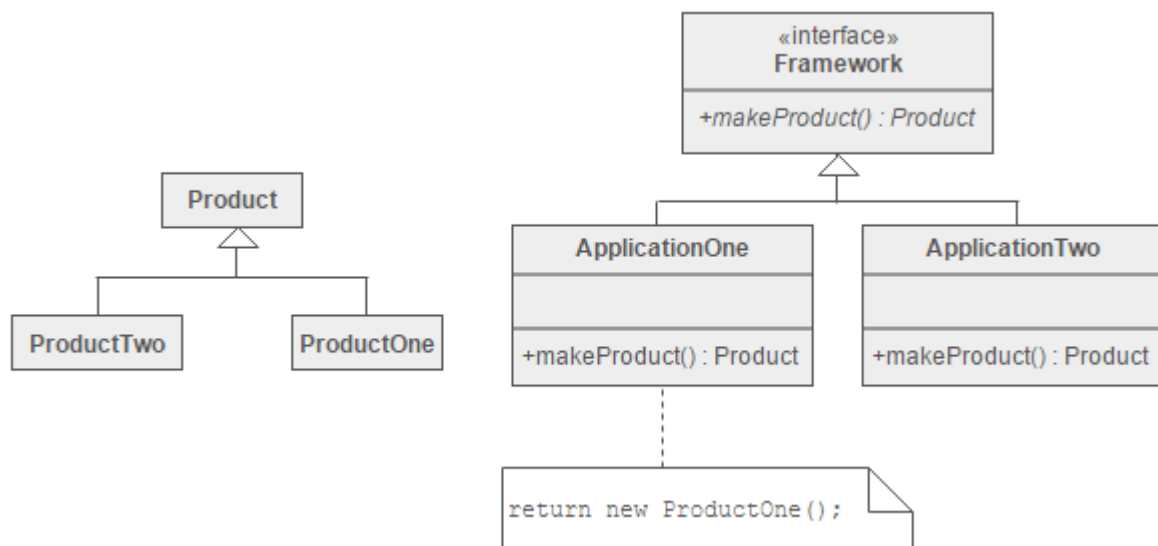 «interface»
Framework
+makeProduct() : Product
Product
ProductTwo
ProductOne
ApplicationOne
+makeProduct() : Product
ApplicationTwo
+makeProduct() : Product
return new ProductOne();